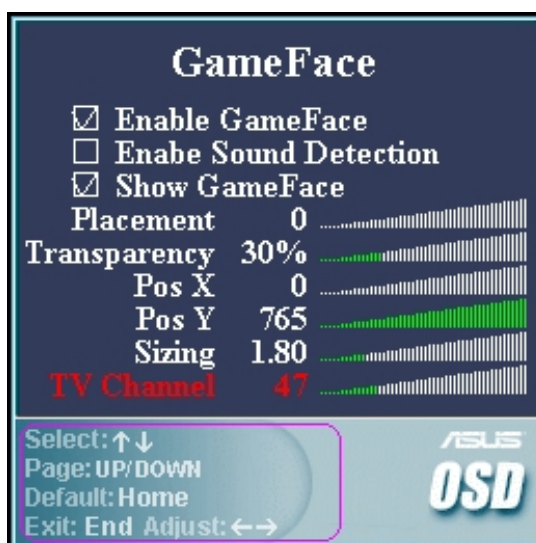 GameFace
Enable GameFace
Enabe Sound Detection
Show GameFace
Placement 0
Transparency 30%
Pos X 0
Pos Y 765
Sizing 1.80
TV Channel 47
Select: ↑↓
Page: UP/DOWN
Default: Home
Exit: End Adjust: ←→
ASUS
OSD